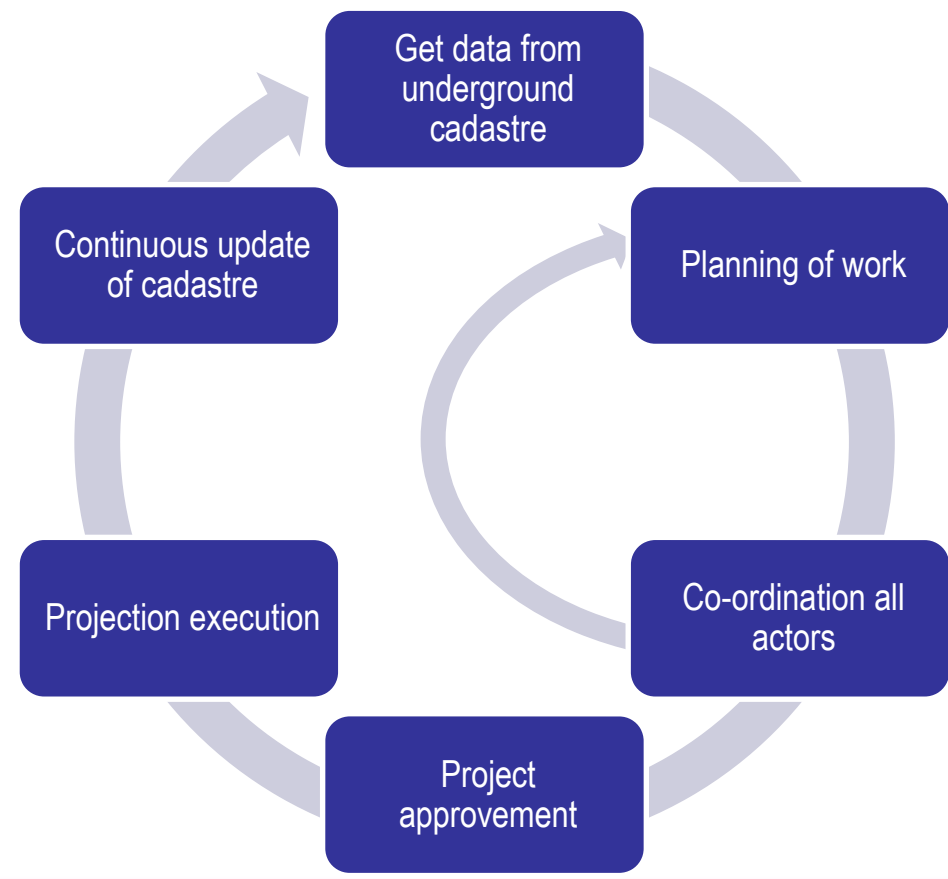 Get data from
underground
cadastre
Planning of work
Co-ordination all
actors
Project
approvement
Projection execution
Continuous update
of cadastre